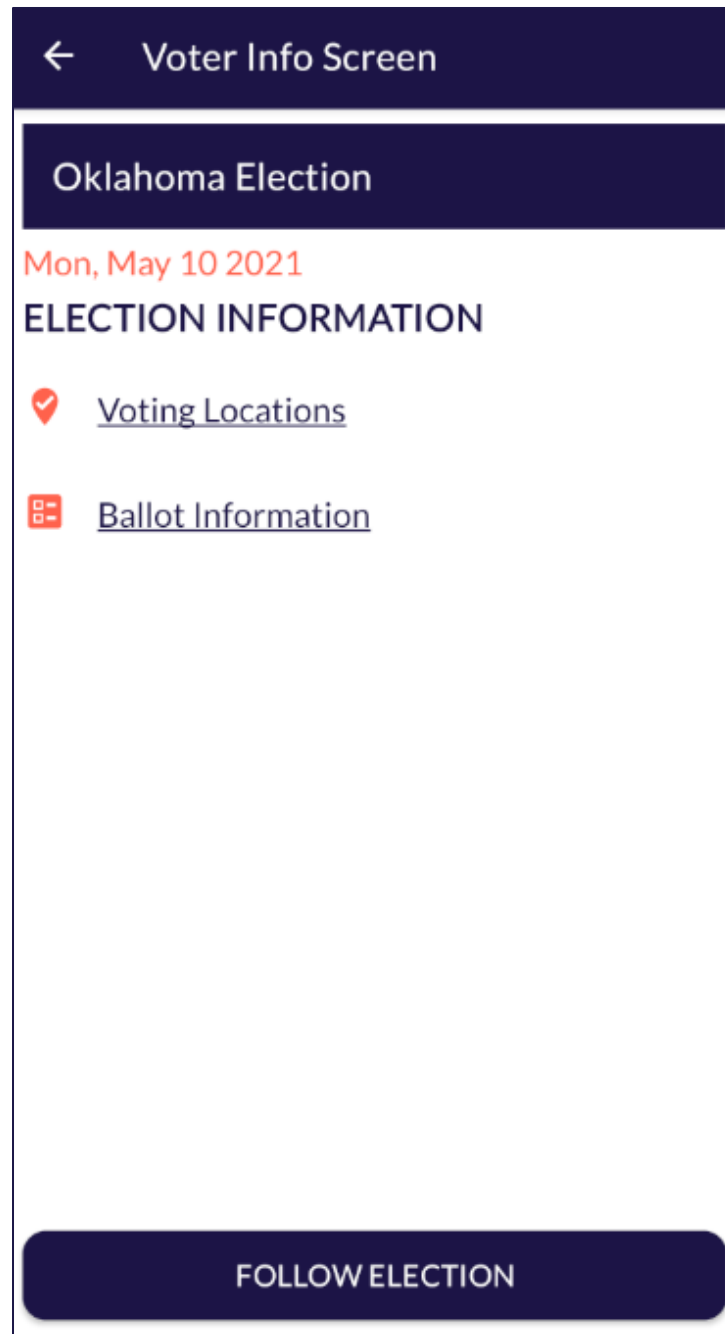 Voter Info Screen
Oklahoma Election
Mon, May 10 2021
ELECTION INFORMATION
Voting Locations
Ballot Information
FOLLOW ELECTION